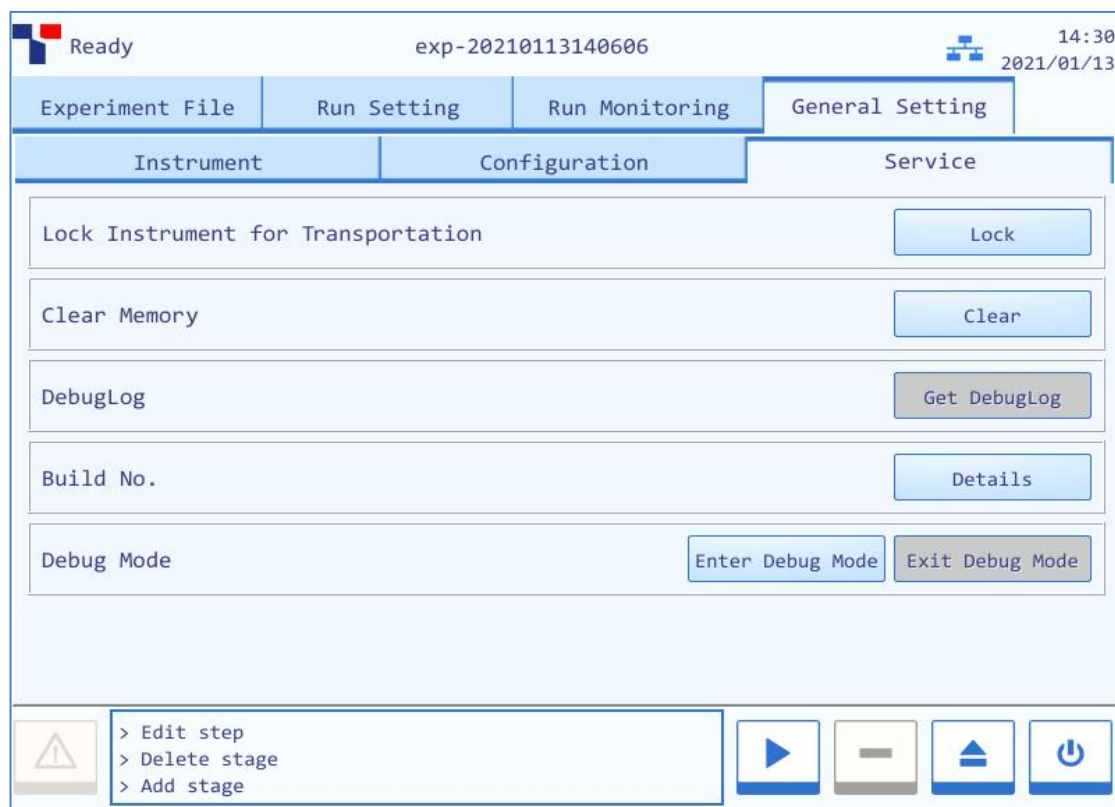 Ready exp-20210113140606 14:30
2021/01/13
Experiment File Run Setting Run Monitoring General Setting
Instrument Configuration Service
Lock Instrument for Transportation Lock
Clear Memory Clear
DebugLog Get DebugLog
Build No. Details
Debug Mode Enter Debug Mode Exit Debug Mode
> Edit step
> Delete stage
> Add stage